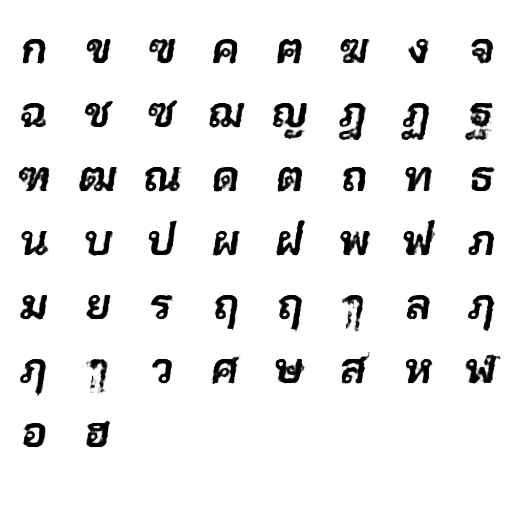 ก ข ฃ ค ฅ ฆ ง จ
ฉ ช ซ ฌ ญ ฎ ฏ ฐ
ฑ ฒ ณ ด ต ถ ท ธ
น บ ป ผ ฝ พ ฟ ภ
ม ย ร ฤ ฤ ล ฦ
ฦ ว ศ ษ ส ห ฬ
อ ฮ